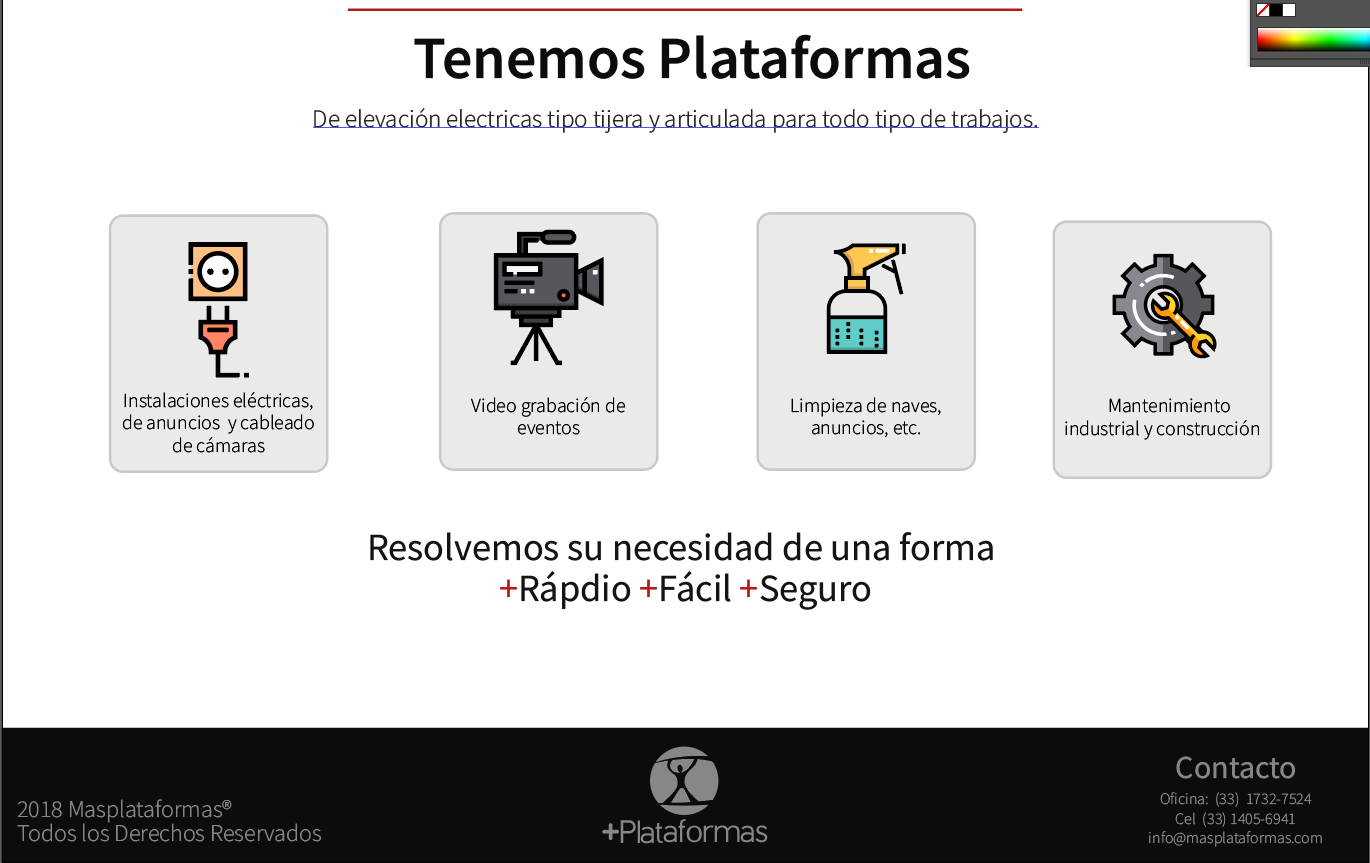 Tenemos Plataformas
De elevación electricas tipo tijera y articulada para todo tipo de trabajos.
Instalaciones eléctricas,
de anuncios y cableado
de cámaras
Video grabación de
eventos
Limpieza de naves,
anuncios, etc.
Mantenimiento
industrial y construcción
Resolvemos su necesidad de una forma
+Rápdio +Fácil +Seguro
2018 Masplataformas®
Todos los Derechos Reservados
+Plataformas
Contacto
Oficina: (33) 1732-7524
Cel (33) 1405-6941
info@masplataformas.com